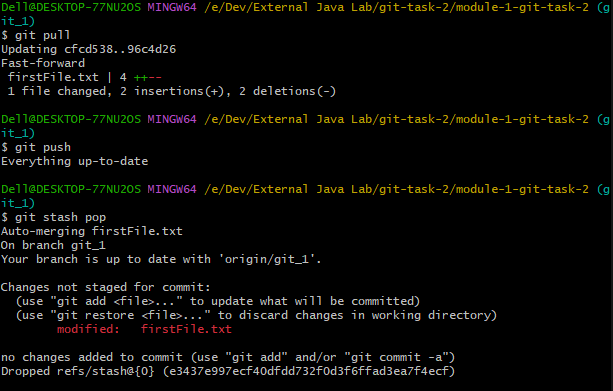 Dell@DESKTOP-77NU2OS MINGW64 /e/Dev/External Java Lab/git-task-2/module-1-git-task-2 (g
it_1)
$ git pull
Updating cfcd538..96c4d26
Fast-forward
 firstFile.txt | 4 ++--
 1 file changed, 2 insertions(+), 2 deletions(-)

Dell@DESKTOP-77NU2OS MINGW64 /e/Dev/External Java Lab/git-task-2/module-1-git-task-2 (g
it_1)
$ git push
Everything up-to-date

Dell@DESKTOP-77NU2OS MINGW64 /e/Dev/External Java Lab/git-task-2/module-1-git-task-2 (g
it_1)
$ git stash pop
Auto-merging firstFile.txt
On branch git_1
Your branch is up to date with 'origin/git_1'.

Changes not staged for commit:
  (use "git add <file>..." to update what will be committed)
  (use "git restore <file>..." to discard changes in working directory)
        modified:   firstFile.txt

no changes added to commit (use "git add" and/or "git commit -a")
Dropped refs/stash@{0} (e3437e997ecf40dfdd732f0d3f6ffad3ea7f4ecf)